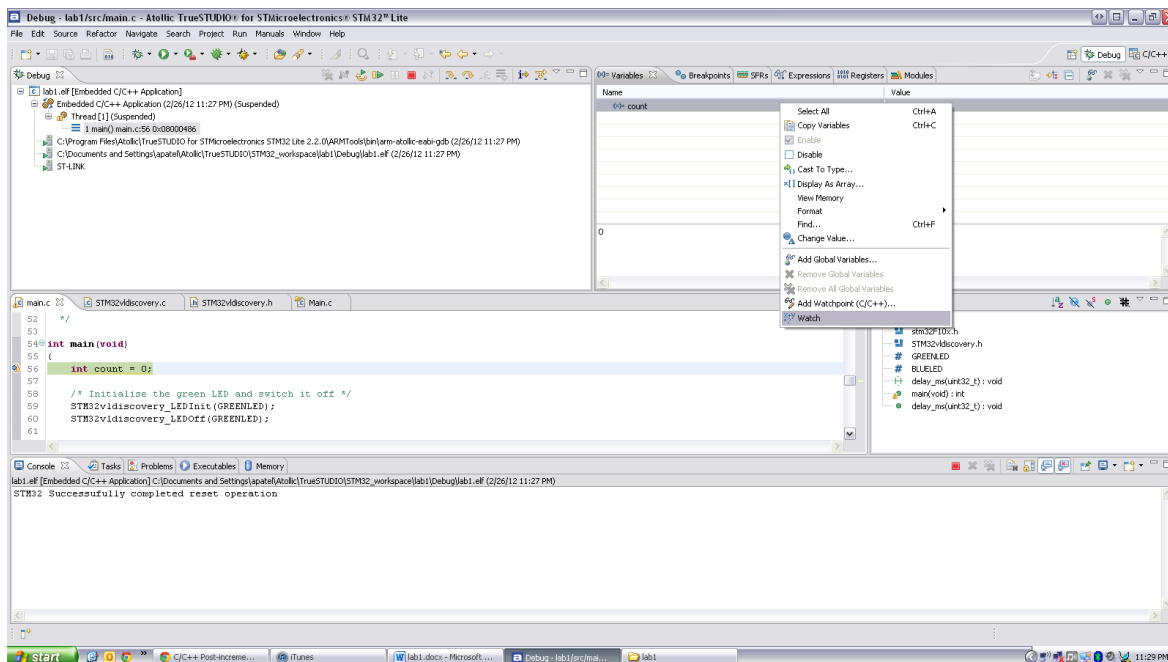 Debug - lab1/src/main.c - Atollic TrueSTUDIO® for STMicroelectronics® STM32™ Lite
File Edit Source Refactor Navigate Search Project Run Manuals Window Help
Debug C/C++
Debug
lab1.elf [Embedded C/C++ Application]
Embedded C/C++ Application (2/26/12 11:27 PM) (Suspended)
Thread [1] (Suspended)
1 main() main.c:56 0x08000486
C:\Program Files\Atollic\TrueSTUDIO for STMicroelectronics STM32 Lite 2.2.0\ARMTools\bin\arm-atollic-eabi-gdb (2/26/12 11:27 PM)
C:\Documents and Settings\apatel\Atollic\TrueSTUDIO\STM32_workspace\lab1\Debug\lab1.elf (2/26/12 11:27 PM)
ST-LINK
Variables Breakpoints SFRs Expressions Registers Modules
Name Value
count
0
Select All Ctrl+A
Copy Variables Ctrl+C
Enable
Disable
Cast To Type...
Display As Array...
View Memory
Format
Find... Ctrl+F
Change Value...
Add Global Variables...
Remove Global Variables
Remove All Global Variables
Add Watchpoint (C/C++)...
Watch
main.c STM32vldiscovery.c STM32vldiscovery.h Main.c
52 */
53
54 int main(void)
55 {
56 int count = 0;
57
58 /* Initialise the green LED and switch it off */
59 STM32vldiscovery_LEDInit(GREENLED);
60 STM32vldiscovery_LEDOff(GREENLED);
61
stm32F10x.h
STM32vldiscovery.h
GREENLED
BLUELED
delay_ms(uint32_t) : void
main(void) : int
delay_ms(uint32_t) : void
Console Tasks Problems Executables Memory
lab1.elf [Embedded C/C++ Application] C:\Documents and Settings\apatel\Atollic\TrueSTUDIO\STM32_workspace\lab1\Debug\lab1.elf (2/26/12 11:27 PM)
STM32 Successufully completed reset operation
start C/C++ Post-increme... iTunes lab1.docx - Microsoft ... Debug - lab1/src/mai... lab1 11:29 PM